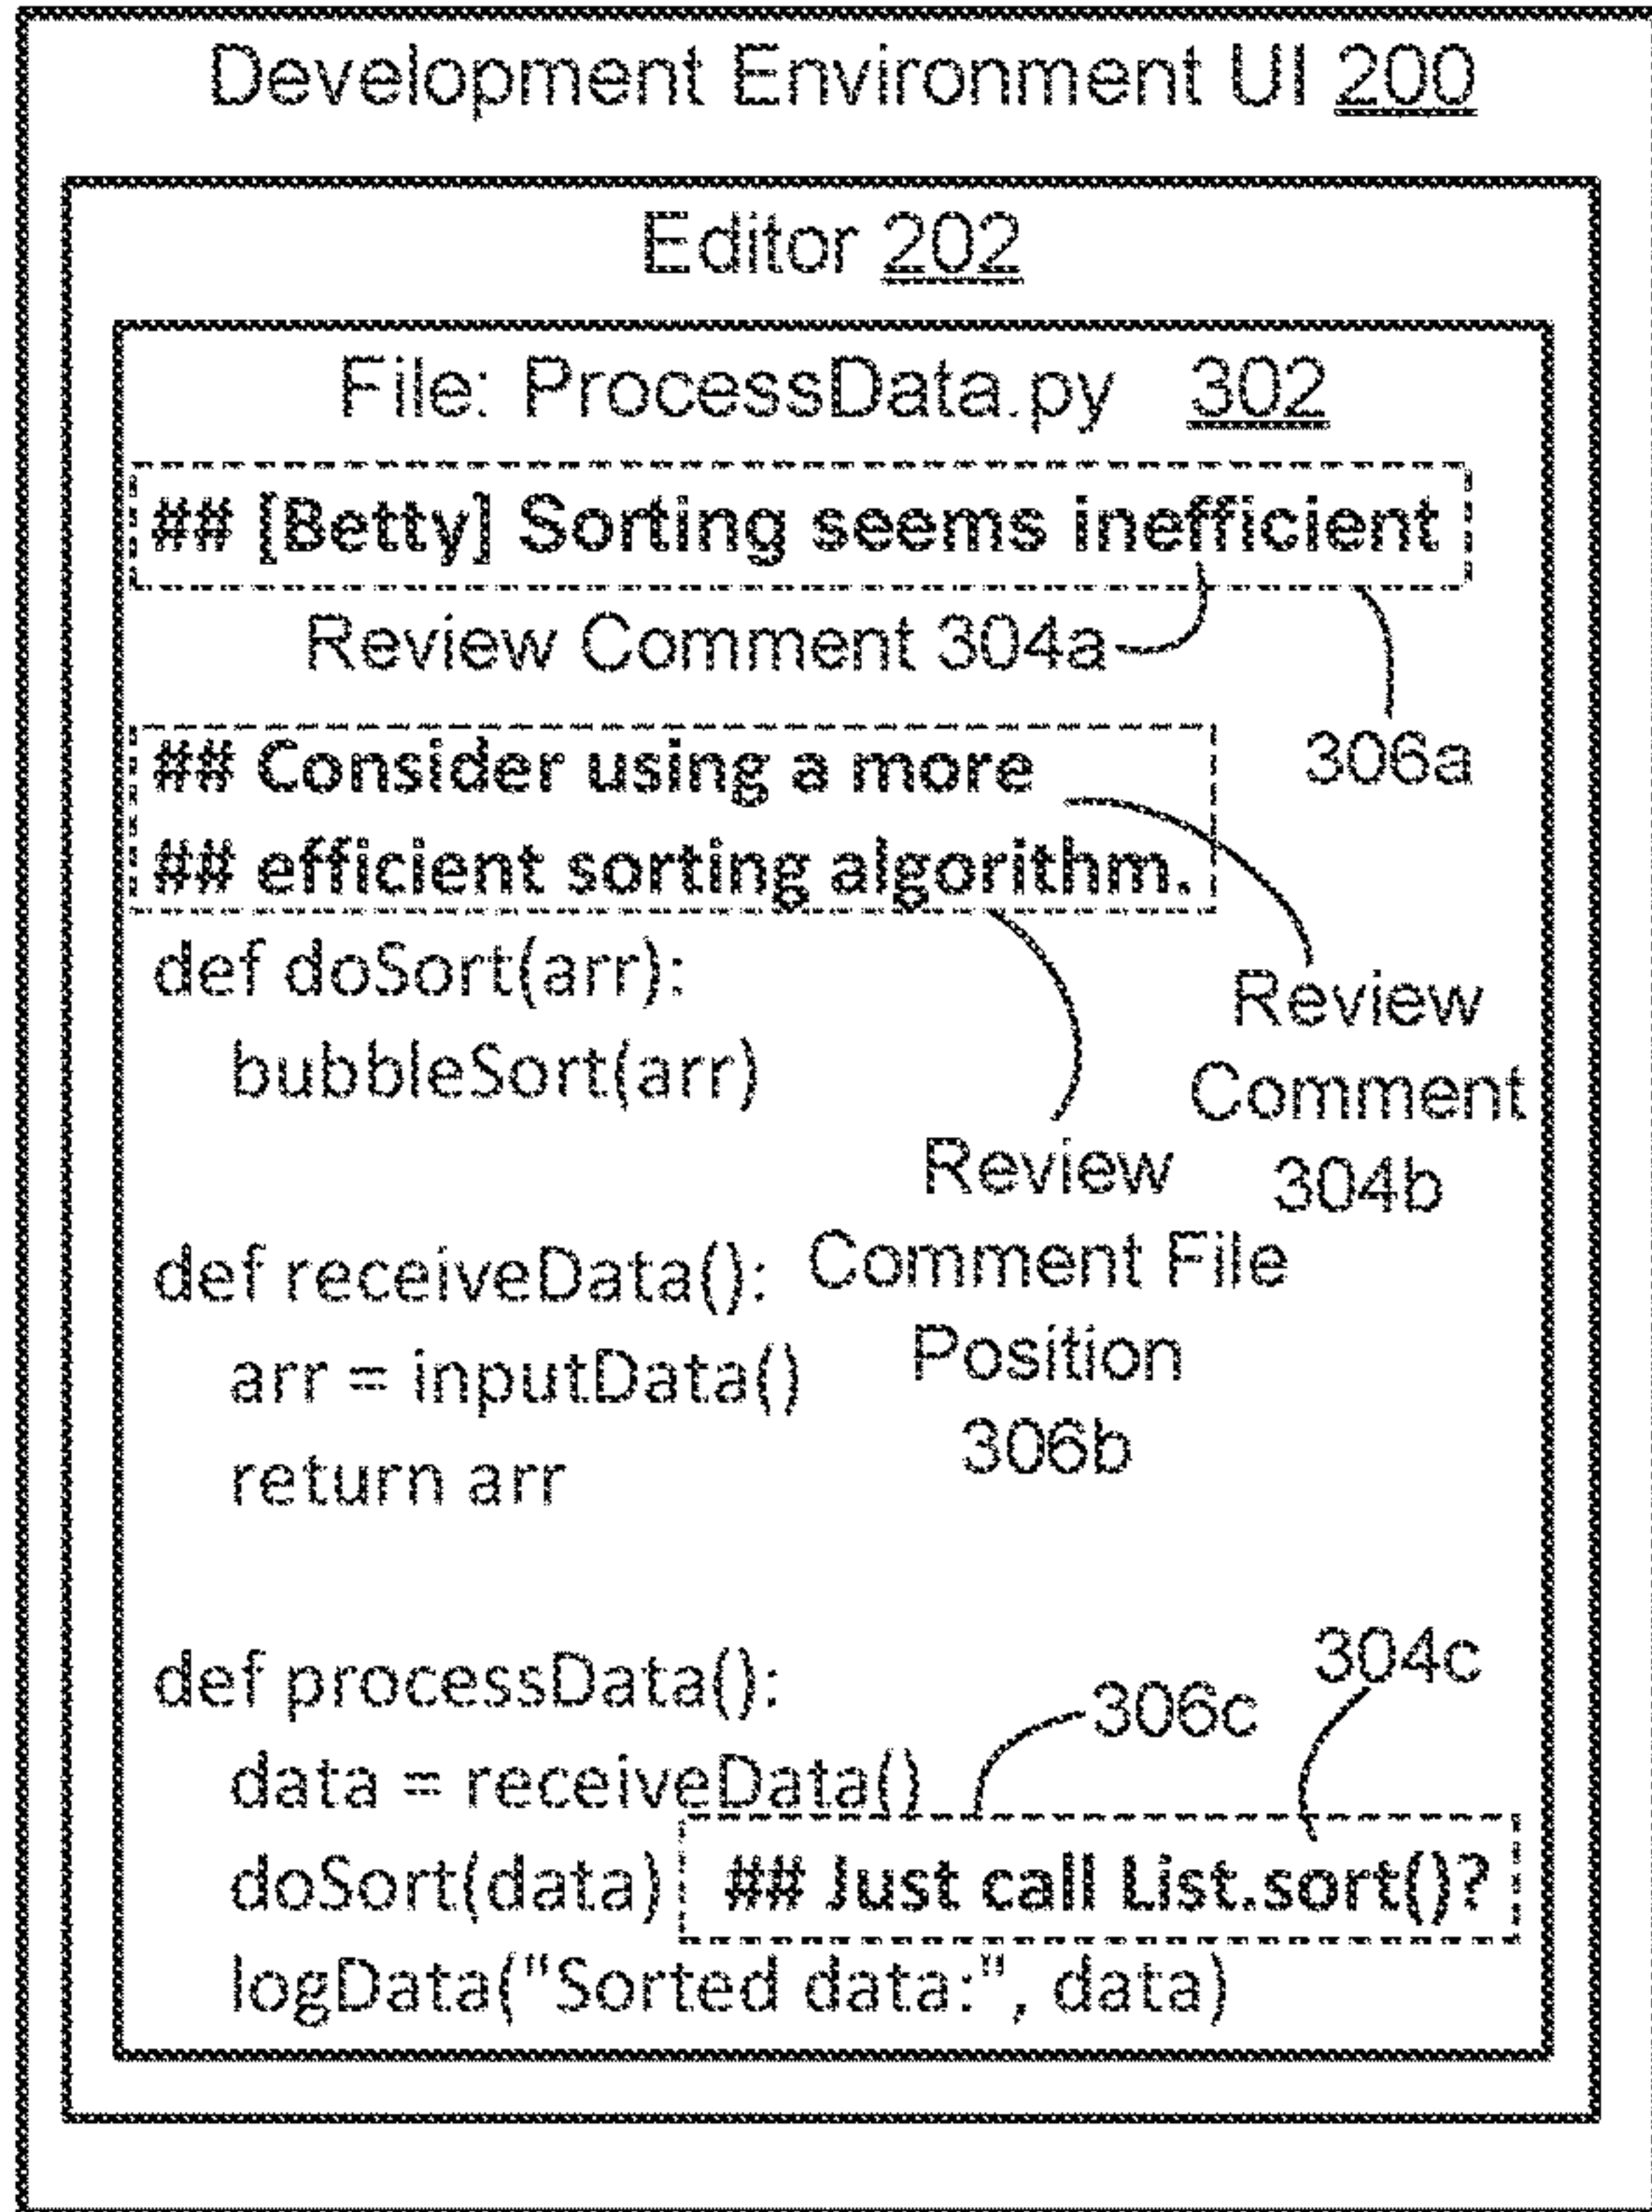 Development Environment UI 200
Editor 202
File: ProcessData.py 302
## [Betty] Sorting seems inefficient
Review Comment 304a
306a
## Consider using a more
## efficient sorting algorithm.
Review
Comment
304b
def doSort(arr):
bubbleSort(arr)
Review
Comment File
Position
306b
def receiveData():
arr = inputData()
return arr
304c
306c
def processData():
data = receiveData()
doSort(data) ## Just call List.sort()?
logData("Sorted data:", data)